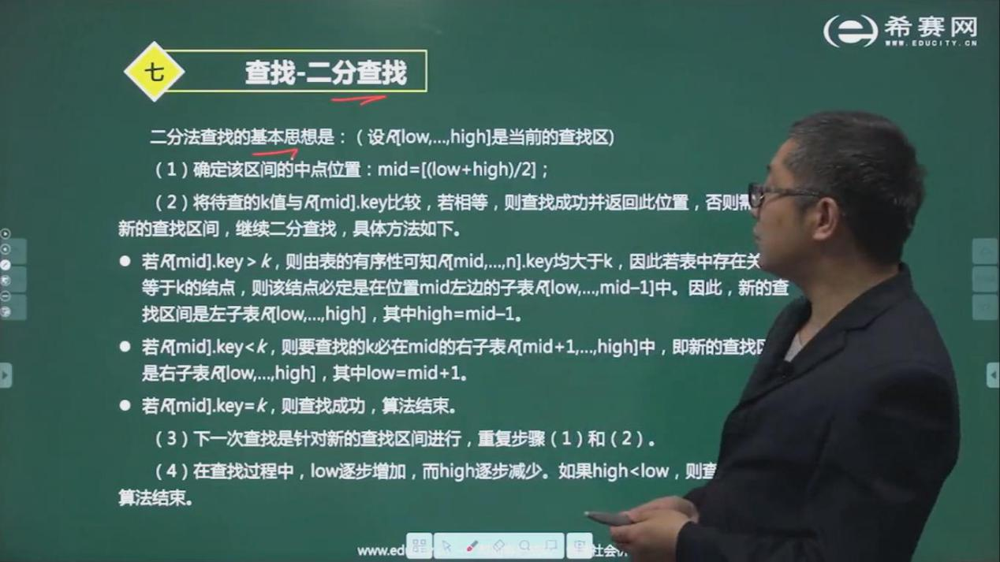 希赛网
WWW.EDUCITY.CN
七
查找-二分查找
二分法查找的基本思想是：（设R[low,...,high]是当前的查找区)
（1）确定该区间的中点位置：mid=[(low+high)/2]；
（2）将待查的k值与R[mid].key比较，若相等，则查找成功并返回此位置，否则需
新的查找区间，继续二分查找，具体方法如下。
● 若R[mid].key＞k，则由表的有序性可知R[mid,...,n].key均大于k，因此若表中存在关
等于k的结点，则该结点必定是在位置mid左边的子表R[low,...,mid–1]中。因此，新的查
找区间是左子表R[low,...,high]，其中high=mid–1。
● 若R[mid].key<k，则要查找的k必在mid的右子表R[mid+1,...,high]中，即新的查找区
是右子表R[low,...,high]，其中low=mid+1。
● 若R[mid].key=k，则查找成功，算法结束。
（3）下一次查找是针对新的查找区间进行，重复步骤（1）和（2）。
（4）在查找过程中，low逐步增加，而high逐步减少。如果high<low，则查
算法结束。
www.edu
社会价